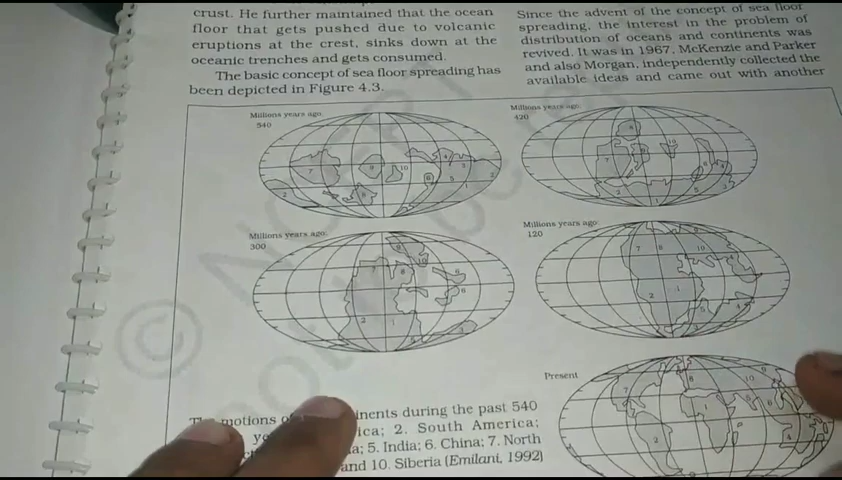 crust. He further maintained that the ocean
floor that gets pushed due to volcanic
eruptions at the crest, sinks down at the
oceanic trenches and gets consumed.
The basic concept of sea floor spreading has
been depicted in Figure 4.3.
Since the advent of the concept of sea floor
spreading, the interest in the problem of
distribution of oceans and continents was
revived. It was in 1967, McKenzie and Parker
and also Morgan, independently collected the
available ideas and came out with another
Millions years ago
540
Millions years ago
420
Millions years ago
300
Millions years ago
120
Present
motions
inents during the past 540
ica; 2. South America;
ia; 5. India; 6. China; 7. North
and 10. Siberia (Emilani, 1992)
© NCERT